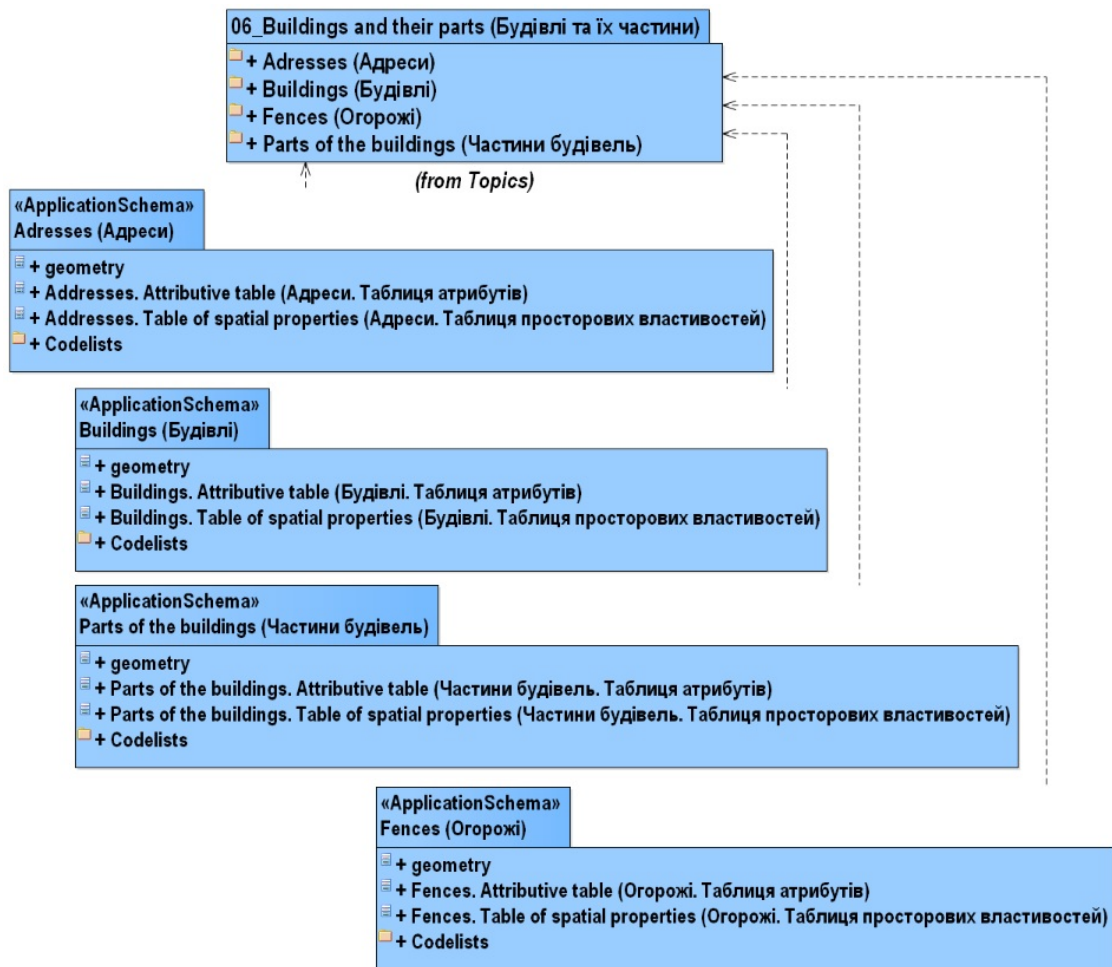 06_Buildings and their parts (Будівлі та їх частини)
+ Adresses (Адреси)
+ Buildings (Будівлі)
+ Fences (Огорожі)
+ Parts of the buildings (Частини будівель)
(from Topics)
«ApplicationSchema»
Adresses (Адреси)
+ geometry
+ Addresses. Attributive table (Адреси. Таблиця атрибутів)
+ Addresses. Table of spatial properties (Адреси. Таблиця просторових властивостей)
+ Codelists
«ApplicationSchema»
Buildings (Будівлі)
+ geometry
+ Buildings. Attributive table (Будівлі. Таблиця атрибутів)
+ Buildings. Table of spatial properties (Будівлі. Таблиця просторових властивостей)
+ Codelists
«ApplicationSchema»
Parts of the buildings (Частини будівель)
+ geometry
+ Parts of the buildings. Attributive table (Частини будівель. Таблиця атрибутів)
+ Parts of the buildings. Table of spatial properties (Частини будівель. Таблиця просторових властивостей)
+ Codelists
«ApplicationSchema»
Fences (Огорожі)
+ geometry
+ Fences. Attributive table (Огорожі. Таблиця атрибутів)
+ Fences. Table of spatial properties (Огорожі. Таблиця просторових властивостей)
+ Codelists